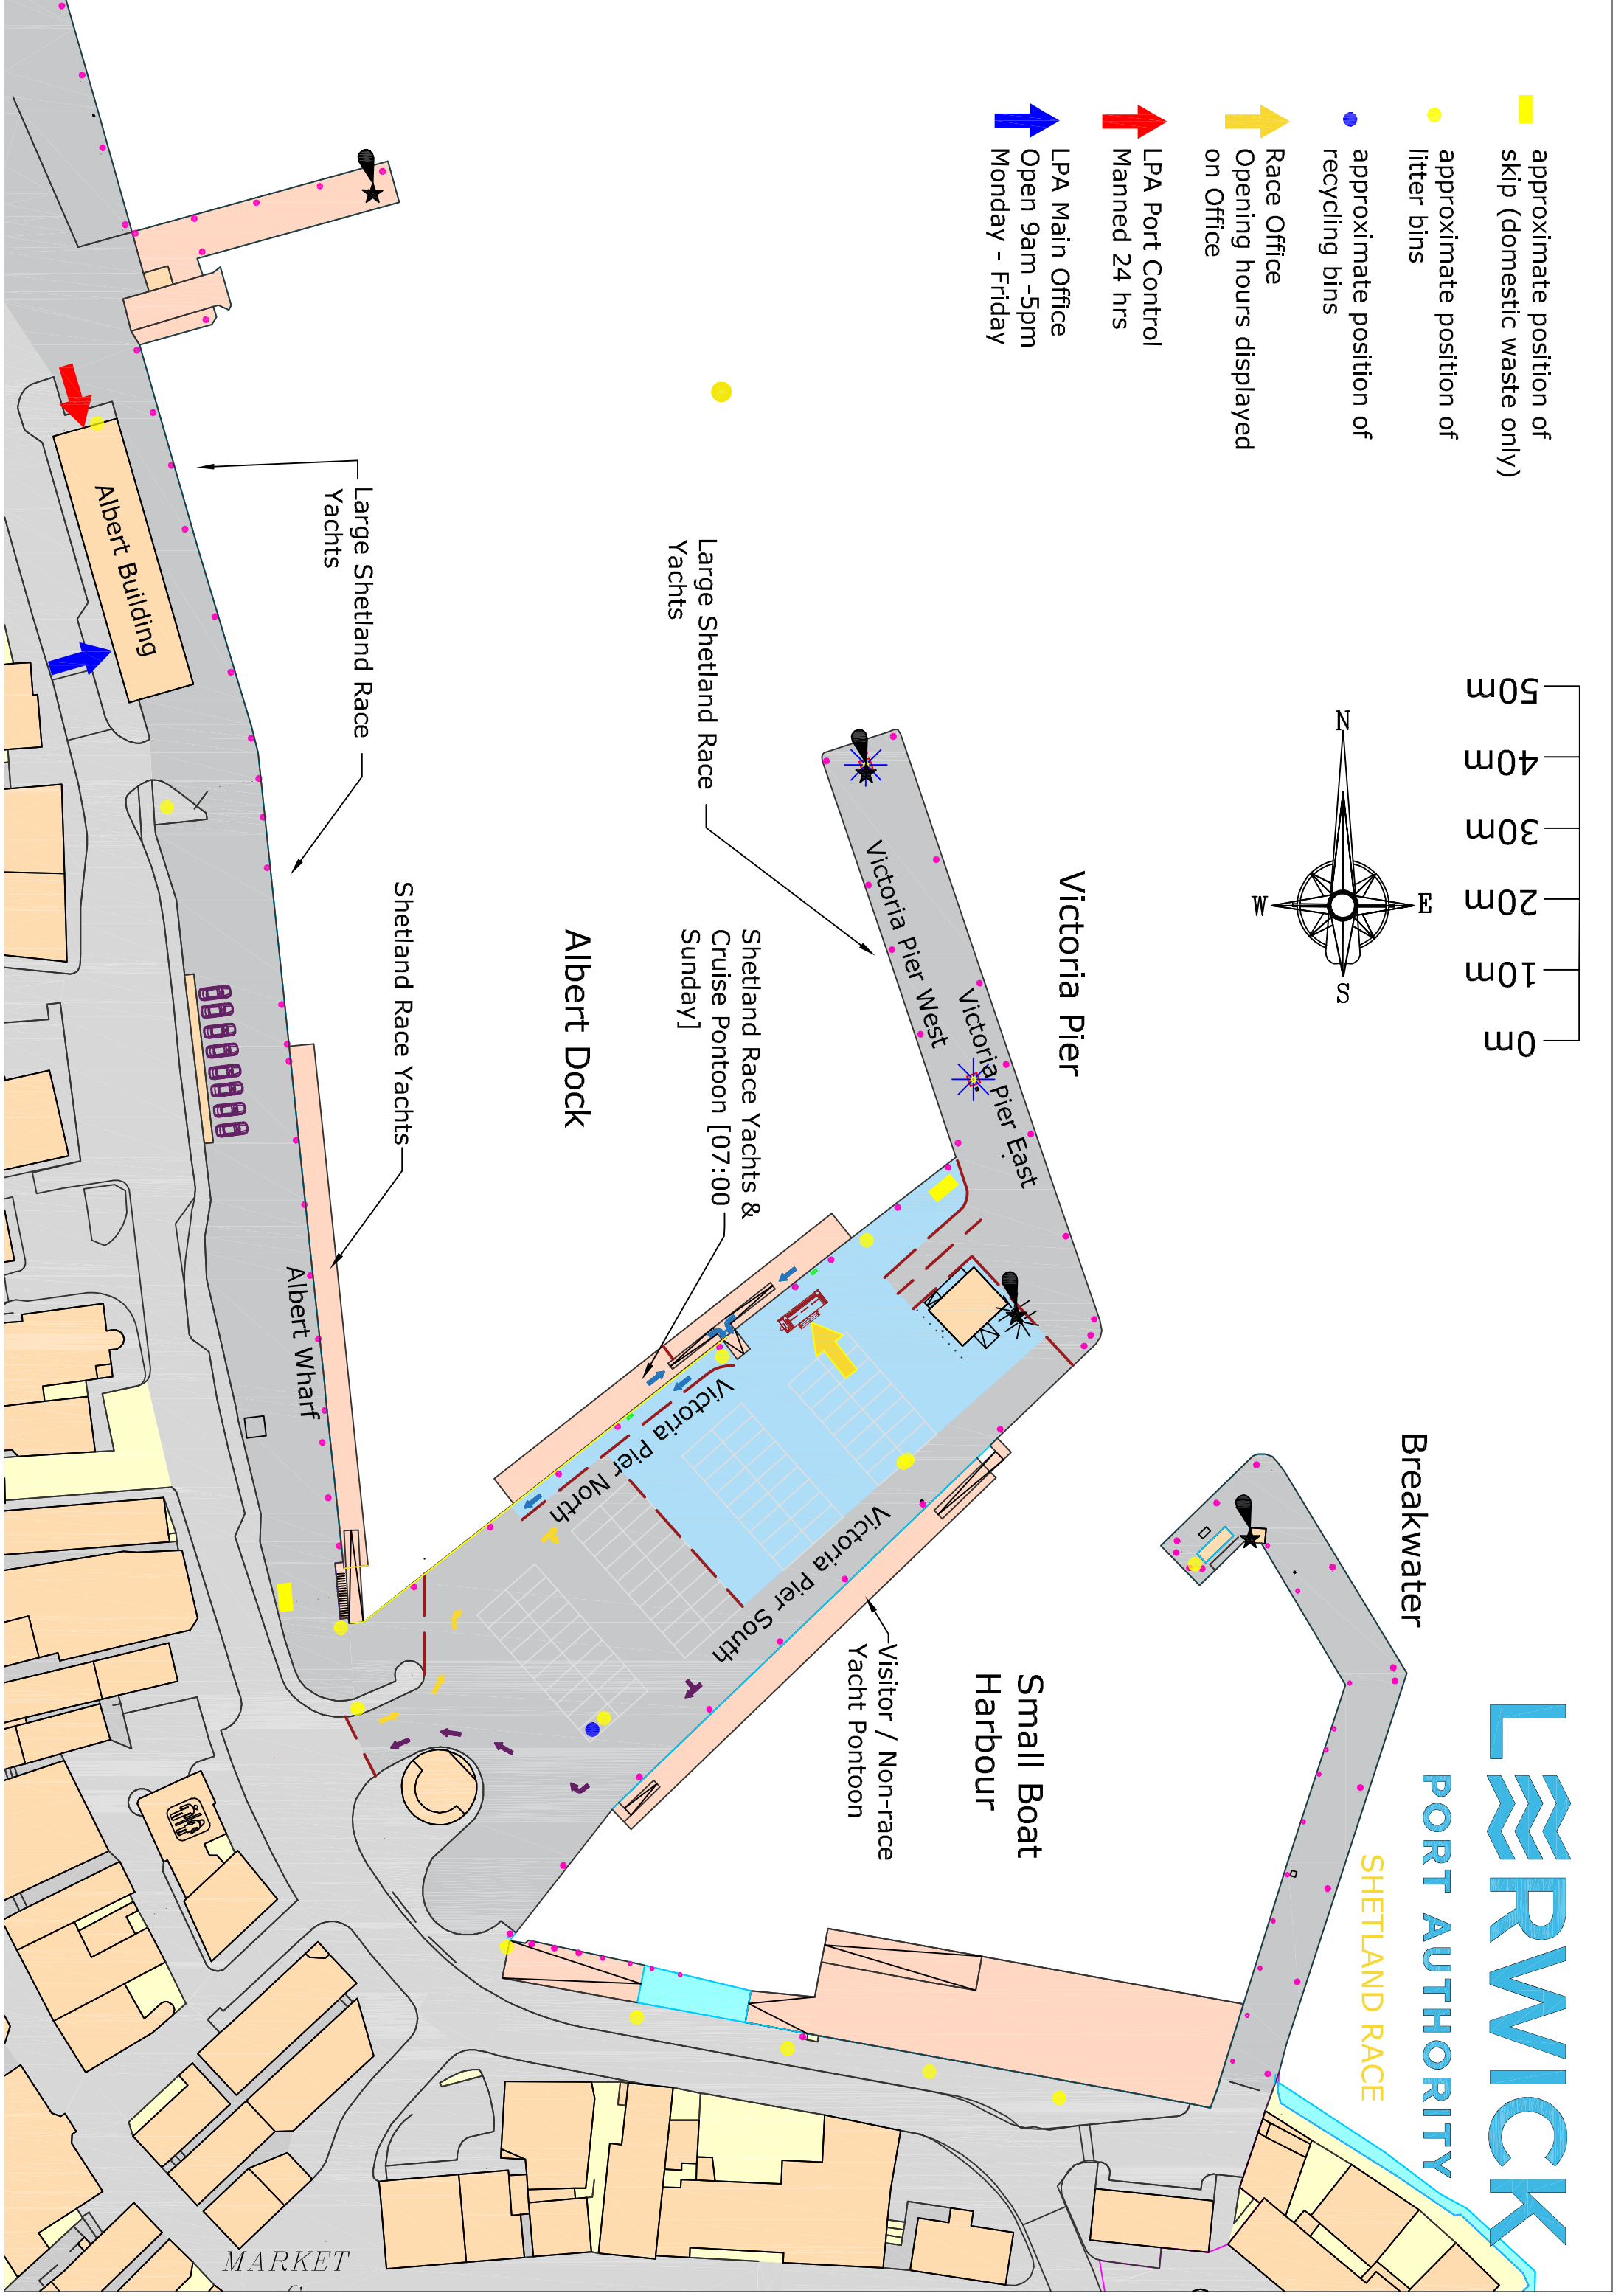 LERWICK
PORT AUTHORITY
SHETLAND RACE
approximate position of
skip (domestic waste only)
approximate position of
litter bins
approximate position of
recycling bins
Race Office
Opening hours displayed
on Office
LPA Port Control
Manned 24 hrs
LPA Main Office
Open 9am -5pm
Monday - Friday
50m
40m
30m
20m
10m
0m
N
E
S
W
Breakwater
Victoria Pier
Victoria Pier West
Victoria Pier East
Large Shetland Race
Yachts
Shetland Race Yachts &
Cruise Pontoon [07:00
Sunday]
Albert Dock
Victoria Pier North
Victoria Pier South
Small Boat
Harbour
Visitor / Non-race
Yacht Pontoon
Large Shetland Race
Yachts
Shetland Race Yachts
Albert Wharf
Albert Building
MARKET